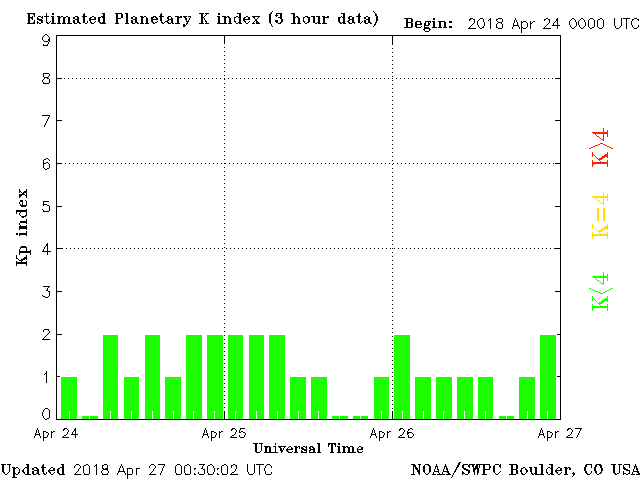 Estimated Planetary K index (3 hour data)
Begin: 2018 Apr 24 0000 UTC
9
8
7
6
5
4
3
2
1
0
Kp index
K>4
K=4
K<4
Apr 24
Apr 25
Apr 26
Apr 27
Universal Time
Updated 2018 Apr 27 00:30:02 UTC
NOAA/SWPC Boulder, CO USA